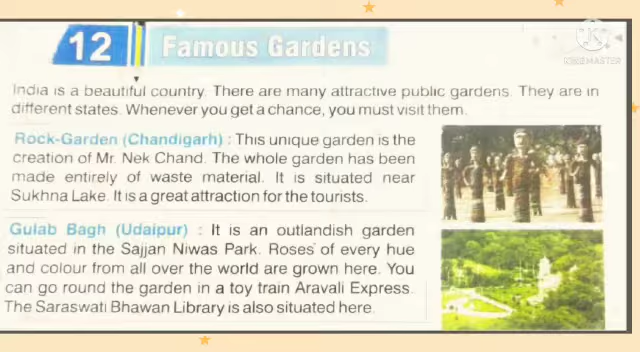 12 Famous Gardens
KINEMASTER
India is a beautiful country. There are many attractive public gardens. They are in
different states. Whenever you get a chance, you must visit them.
Rock-Garden (Chandigarh) : This unique garden is the
creation of Mr. Nek Chand. The whole garden has been
made entirely of waste material. It is situated near
Sukhna Lake. It is a great attraction for the tourists.
Gulab Bagh (Udaipur) : It is an outlandish garden
situated in the Sajjan Niwas Park. Roses of every hue
and colour from all over the world are grown here. You
can go round the garden in a toy train Aravali Express.
The Saraswati Bhawan Library is also situated here.